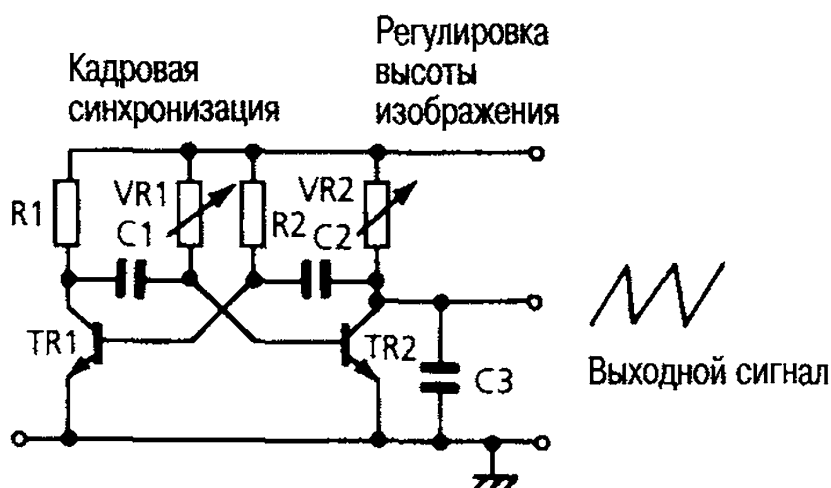 Кадровая
синхронизация
Регулировка
высоты
изображения
R1
VR1
C1
R2
VR2
C2
TR1
TR2
C3
Выходной сигнал